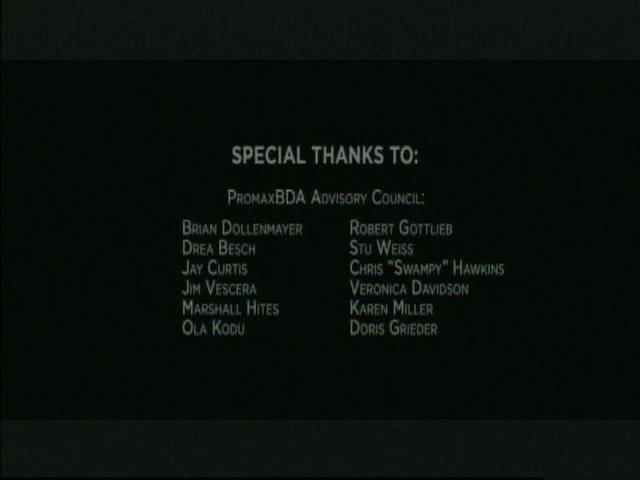 SPECIAL THANKS TO:
PROMAXBDA ADVISORY COUNCIL:
BRIAN DOLLENMAYER
DREA BESCH
JAY CURTIS
JIM VESCERA
MARSHALL HITES
OLA KODU
ROBERT GOTTLIEB
STU WEISS
CHRIS "SWAMPY" HAWKINS
VERONICA DAVIDSON
KAREN MILLER
DORIS GRIEDER